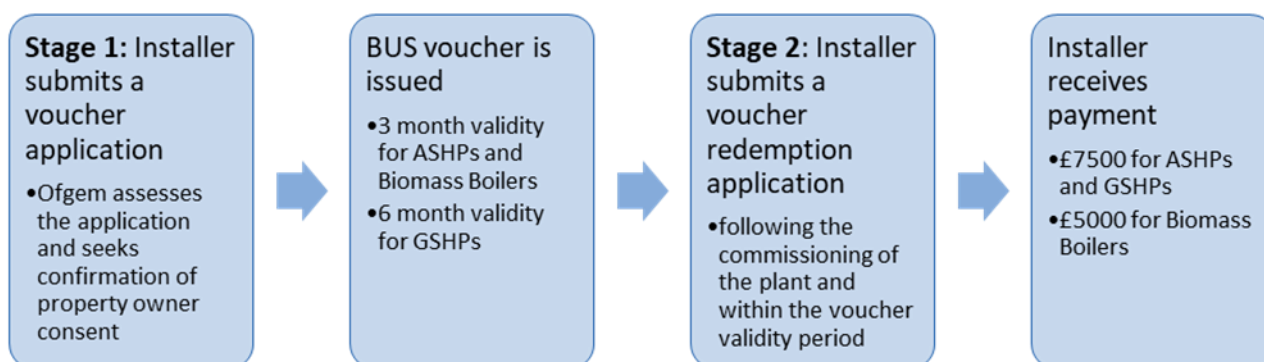 Stage 1: Installer
submits a
voucher
application
•Ofgem assesses
the application
and seeks
confirmation of
property owner
consent
BUS voucher is
issued
•3 month validity
for ASHPs and
Biomass Boilers
•6 month validity
for GSHPs
Stage 2: Installer
submits a
voucher
redemption
application
•following the
commissioning of
the plant and
within the voucher
validity period
Installer
receives
payment
•£7500 for ASHPs
and GSHPs
•£5000 for Biomass
Boilers